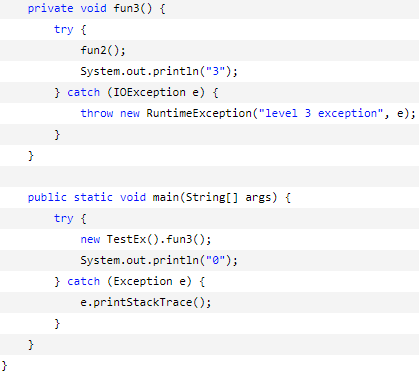 private void fun3() {
try {
fun2();
System.out.println("3");
} catch (IOException e) {
throw new RuntimeException("level 3 exception", e);
}
}
public static void main(String[] args) {
try {
new TestEx().fun3();
System.out.println("0");
} catch (Exception e) {
e.printStackTrace();
}
}
}